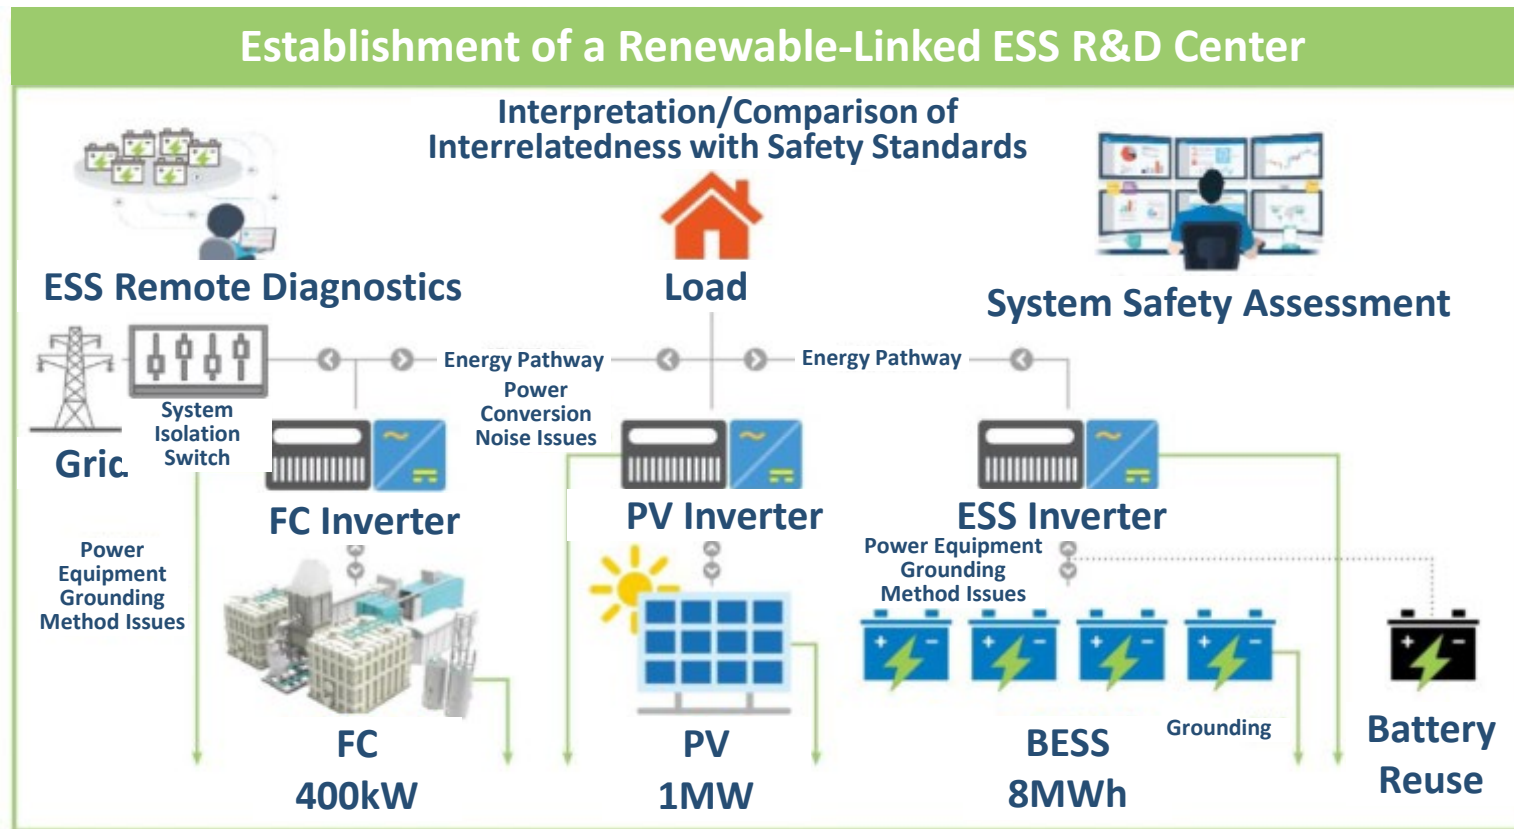 Establishment of a Renewable-Linked ESS R&D Center
Interpretation/Comparison of
Interrelatedness with Safety Standards
ESS Remote Diagnostics
Load
System Safety Assessment
Energy Pathway
Energy Pathway
Power
Conversion
Noise Issues
System
Isolation
Switch
Gric
FC Inverter
PV Inverter
ESS Inverter
Power
Equipment
Grounding
Method Issues
Power Equipment
Grounding
Method Issues
Grounding
FC
400kW
PV
1MW
BESS
8MWh
Battery
Reuse